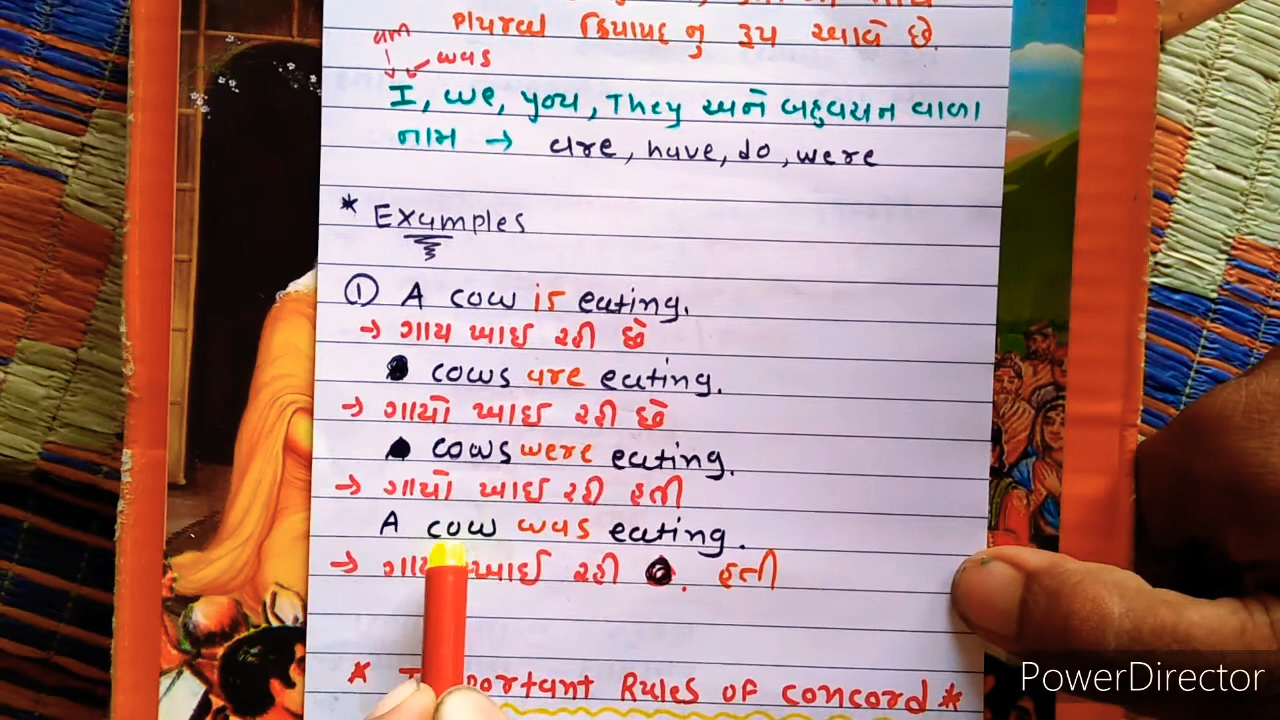 Plural ક્રિયાપદ નુ રૂપ આવે છે.
am
was
I, we, you, They અને બહુવચન વાળા
નામ → are, have, do, were
* Examples
① A cow is eating.
→ ગાય ખાઈ રહી છે
cows are eating.
→ ગાયો ખાઈ રહી છે
cows were eating.
→ ગાયો ખાઈ રહી હતી
A cow was eating.
→ ગાય ખાઈ રહી . હતી
* Important Rules of concord *
PowerDirector